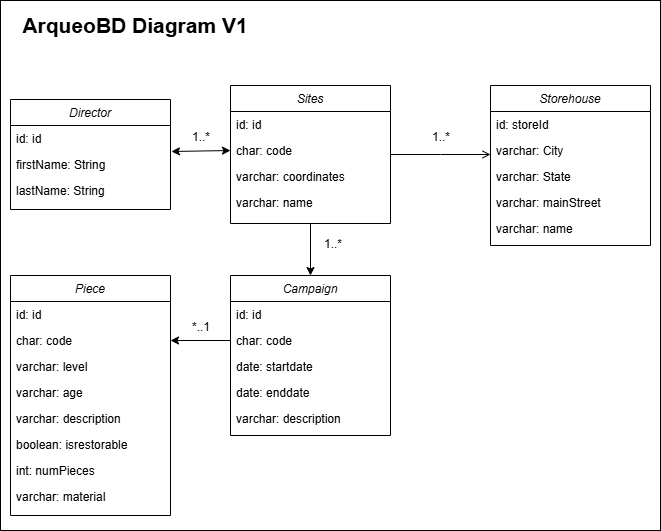 ArqueoBD Diagram V1
Director
id: id
firstName: String
lastName: String
1..*
Sites
id: id
char: code
varchar: coordinates
varchar: name
1..*
Storehouse
id: storeId
varchar: City
varchar: State
varchar: mainStreet
varchar: name
1..*
Piece
id: id
char: code
varchar: level
varchar: age
varchar: description
boolean: isrestorable
int: numPieces
varchar: material
*..1
Campaign
id: id
char: code
date: startdate
date: enddate
varchar: description